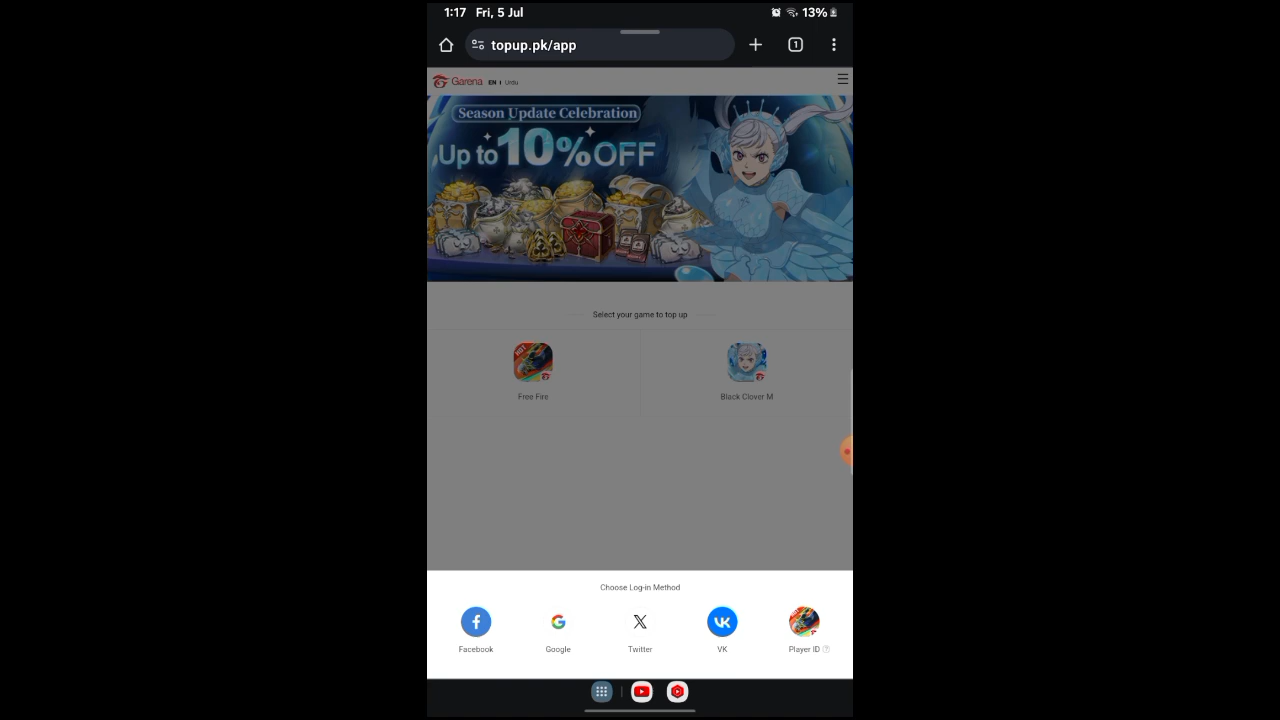 1:17 Fri, 5 Jul 13%
topup.pk/app 1
Garena EN | Urdu
Season Update Celebration
Up to 10% OFF
Select your game to top up
HOT
Free Fire Black Clover M
Choose Log-in Method
Facebook Google Twitter VK Player ID ?